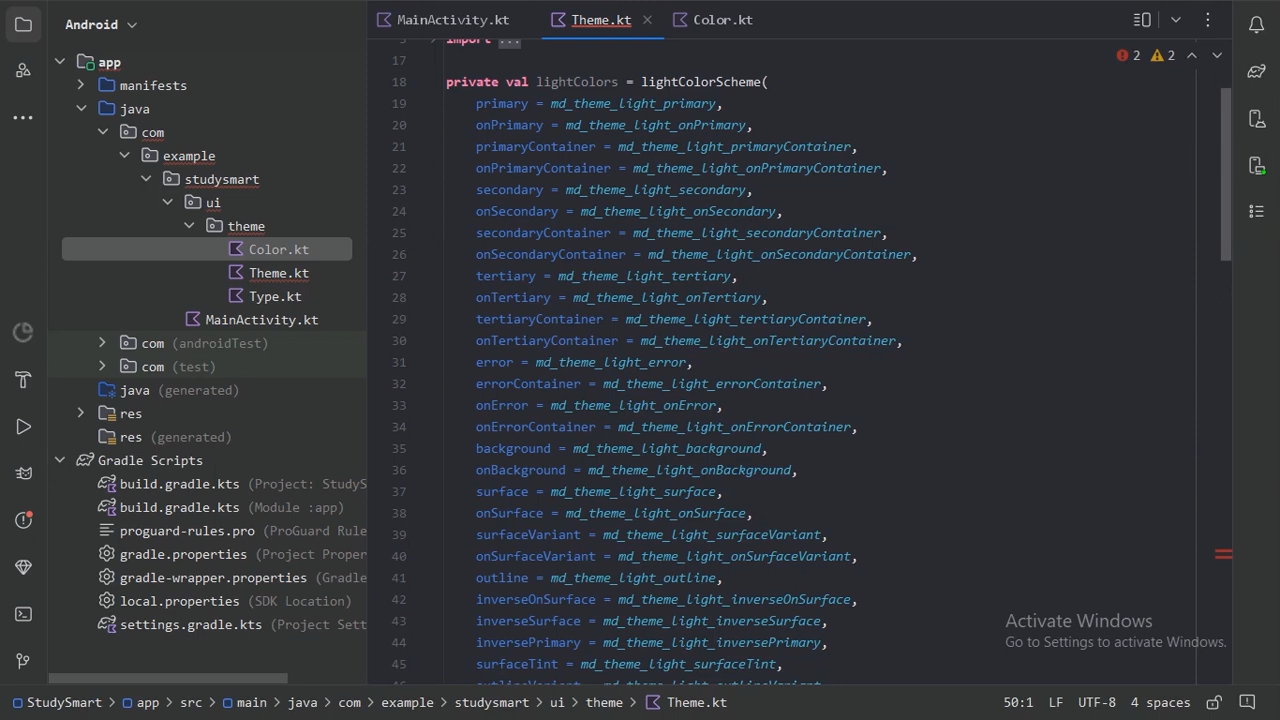 Android
MainActivity.kt
Theme.kt
Color.kt
app
manifests
java
com
example
studysmart
ui
theme
Color.kt
Theme.kt
Type.kt
MainActivity.kt
com (androidTest)
com (test)
java (generated)
res
res (generated)
Gradle Scripts
build.gradle.kts (Project: StudyS
build.gradle.kts (Module :app)
proguard-rules.pro (ProGuard Rule
gradle.properties (Project Proper
gradle-wrapper.properties (Gradle
local.properties (SDK Location)
settings.gradle.kts (Project Sett
import ...
2 2
17
18 private val lightColors = lightColorScheme(
19 primary = md_theme_light_primary,
20 onPrimary = md_theme_light_onPrimary,
21 primaryContainer = md_theme_light_primaryContainer,
22 onPrimaryContainer = md_theme_light_onPrimaryContainer,
23 secondary = md_theme_light_secondary,
24 onSecondary = md_theme_light_onSecondary,
25 secondaryContainer = md_theme_light_secondaryContainer,
26 onSecondaryContainer = md_theme_light_onSecondaryContainer,
27 tertiary = md_theme_light_tertiary,
28 onTertiary = md_theme_light_onTertiary,
29 tertiaryContainer = md_theme_light_tertiaryContainer,
30 onTertiaryContainer = md_theme_light_onTertiaryContainer,
31 error = md_theme_light_error,
32 errorContainer = md_theme_light_errorContainer,
33 onError = md_theme_light_onError,
34 onErrorContainer = md_theme_light_onErrorContainer,
35 background = md_theme_light_background,
36 onBackground = md_theme_light_onBackground,
37 surface = md_theme_light_surface,
38 onSurface = md_theme_light_onSurface,
39 surfaceVariant = md_theme_light_surfaceVariant,
40 onSurfaceVariant = md_theme_light_onSurfaceVariant,
41 outline = md_theme_light_outline,
42 inverseOnSurface = md_theme_light_inverseOnSurface,
43 inverseSurface = md_theme_light_inverseSurface,
44 inversePrimary = md_theme_light_inversePrimary,
45 surfaceTint = md_theme_light_surfaceTint,
46 outlineVariant = md_theme_light_outlineVariant,
Activate Windows
Go to Settings to activate Windows.
StudySmart
app
src
main
java
com
example
studysmart
ui
theme
Theme.kt
50:1 LF UTF-8 4 spaces